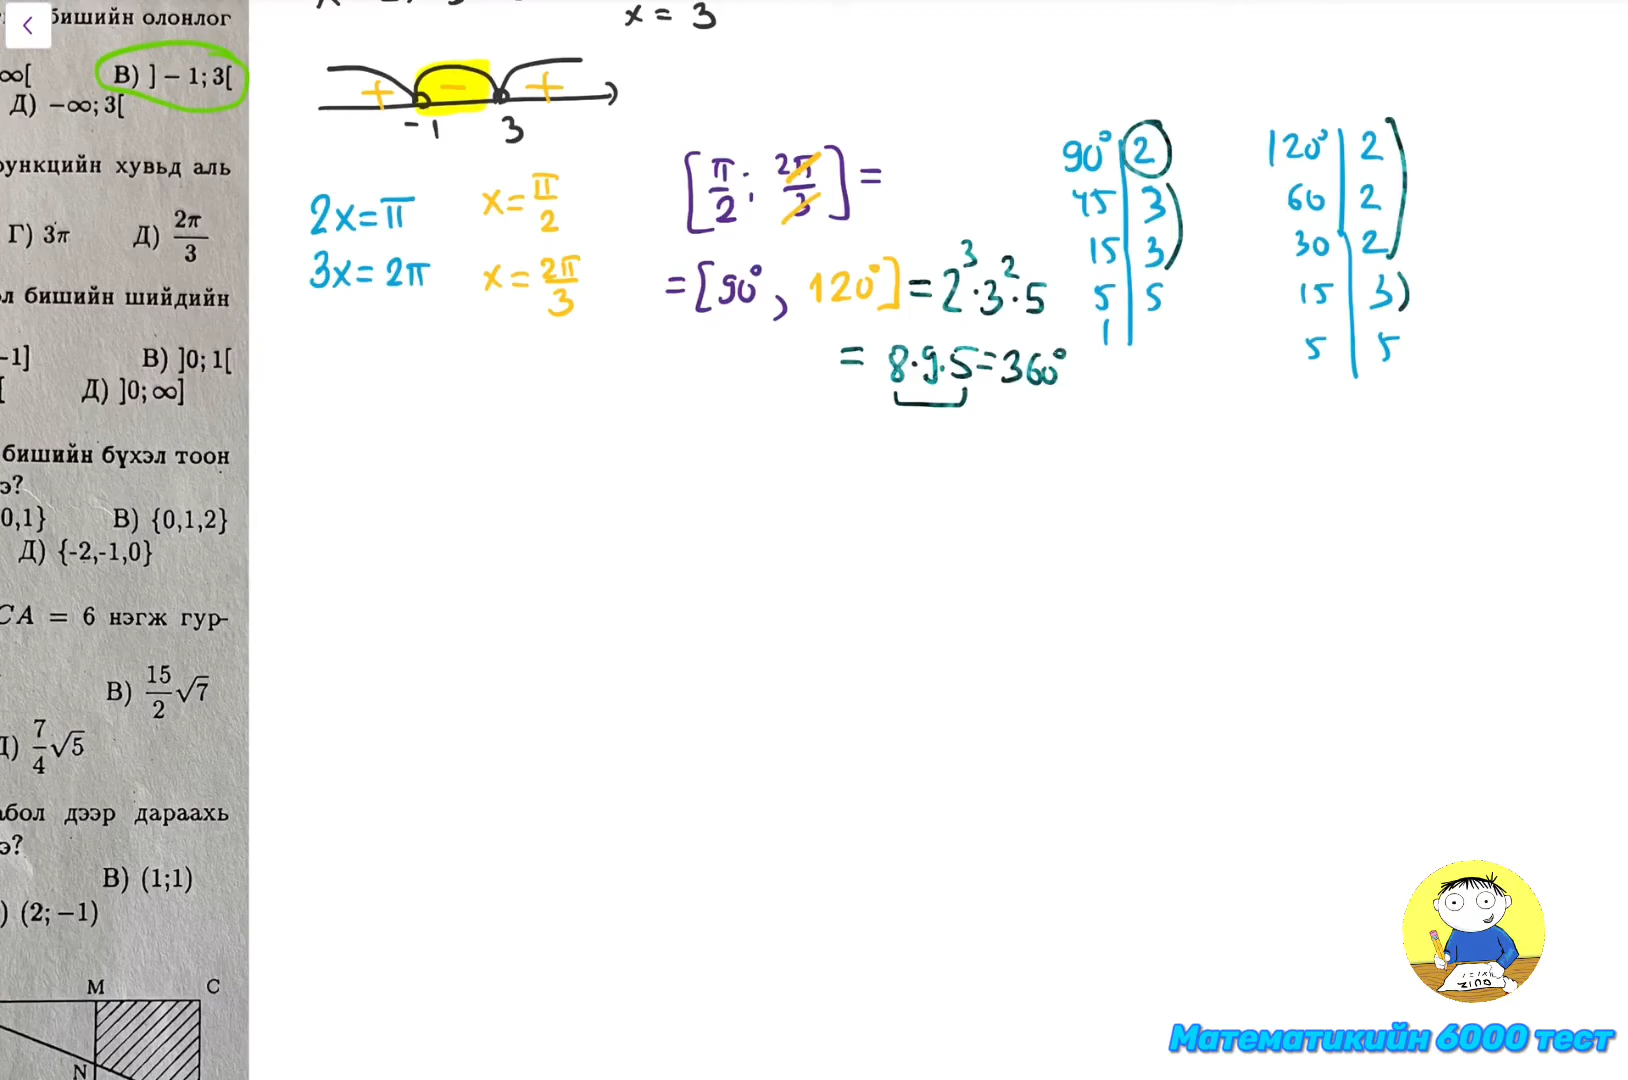 бишийн олонлог
∞[ В) ] − 1; 3[
Д) −∞; 3[
ункцийн хувьд аль
Г) 3π Д) 2π/3
л бишийн шийдийн
−1] В) ]0; 1[
[ Д) ]0; ∞]
бишийн бүхэл тоон
э?
0,1} В) {0,1,2}
Д) {-2,-1,0}
CA = 6 нэгж гур-
В) 15/2 √7
Д) 7/4 √5
бол дээр дараахь
э?
В) (1;1)
) (2; −1)
M C
N
x = 3
+ − +
-1 3
2x = π x = π/2
3x = 2π x = 2π/3
[π/2 ; 2π/3] =
= [90°, 120°] = 2³·3²·5
= 8·9·5 = 360°
90° 2
45 3
15 3
5 5
1
120° 2
60 2
30 2
15 3)
5 5
Математикийн 6000 тест